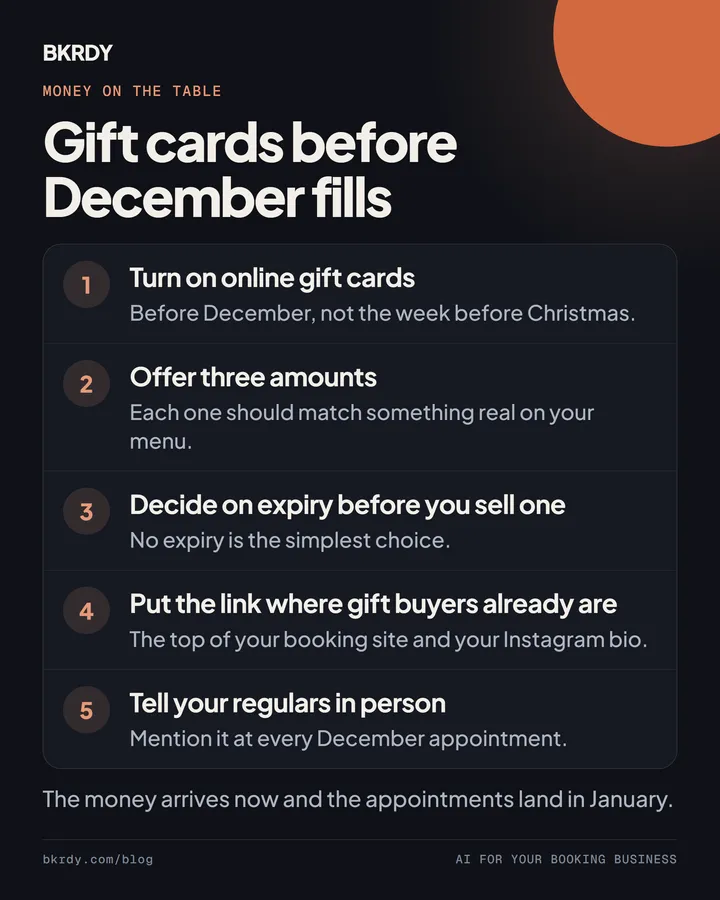 BKRDY
MONEY ON THE TABLE
Gift cards before
December fills
1
Turn on online gift cards
Before December, not the week before Christmas.
2
Offer three amounts
Each one should match something real on your
menu.
3
Decide on expiry before you sell one
No expiry is the simplest choice.
4
Put the link where gift buyers already are
The top of your booking site and your Instagram bio.
5
Tell your regulars in person
Mention it at every December appointment.
The money arrives now and the appointments land in January.
bkrdy.com/blog
AI FOR YOUR BOOKING BUSINESS